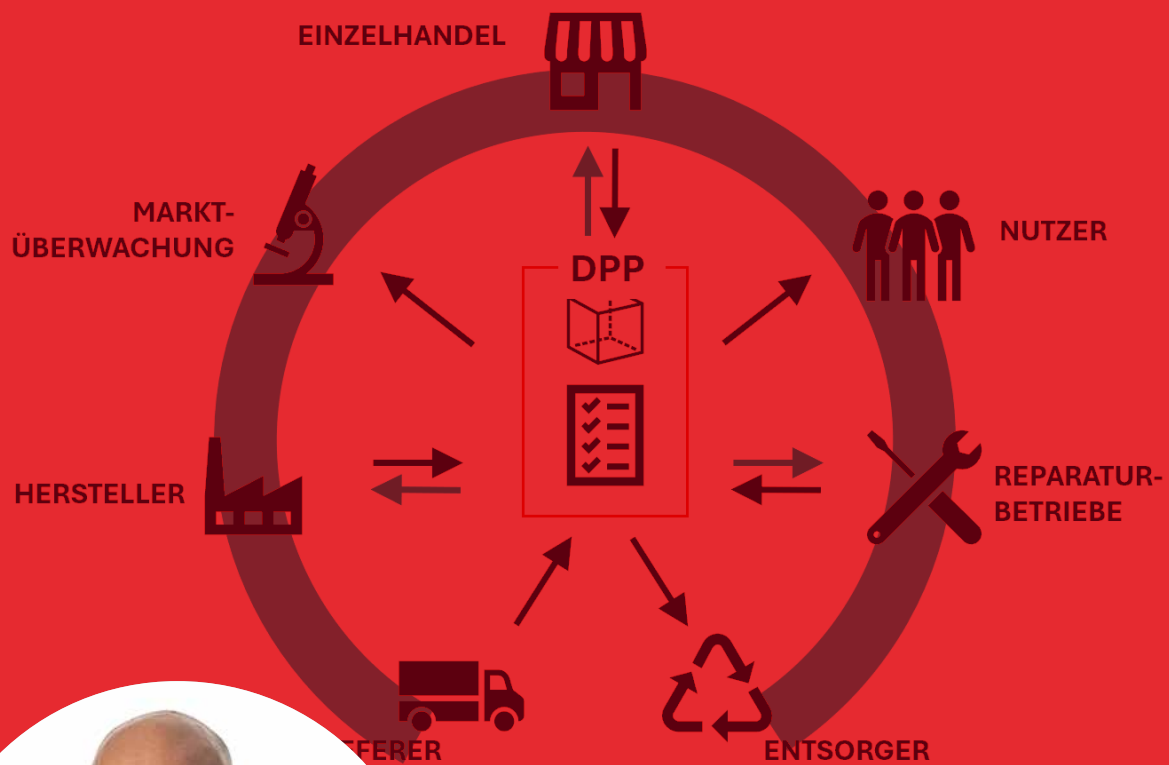 EINZELHANDEL
MARKT-
ÜBERWACHUNG
NUTZER
DPP
HERSTELLER
REPARATUR-
BETRIEBE
ENTSORGER